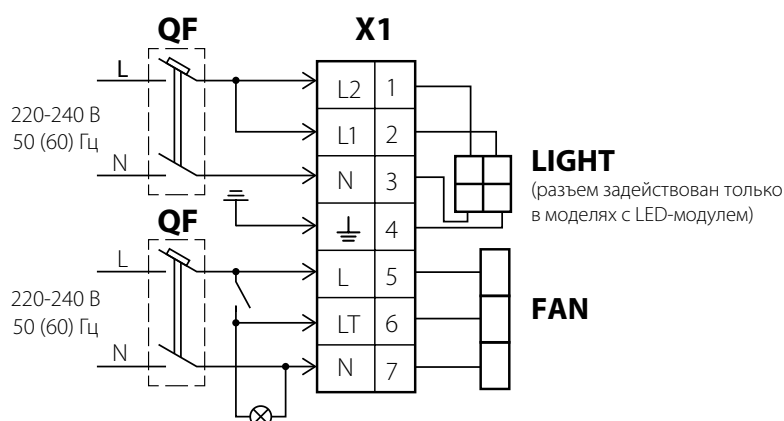 QF
X1
L
220-240 В
50 (60) Гц
N
L2 1
L1 2
N 3
4
LIGHT
(разъем задействован только
в моделях с LED-модулем)
QF
L
220-240 В
50 (60) Гц
N
L 5
LT 6
N 7
FAN